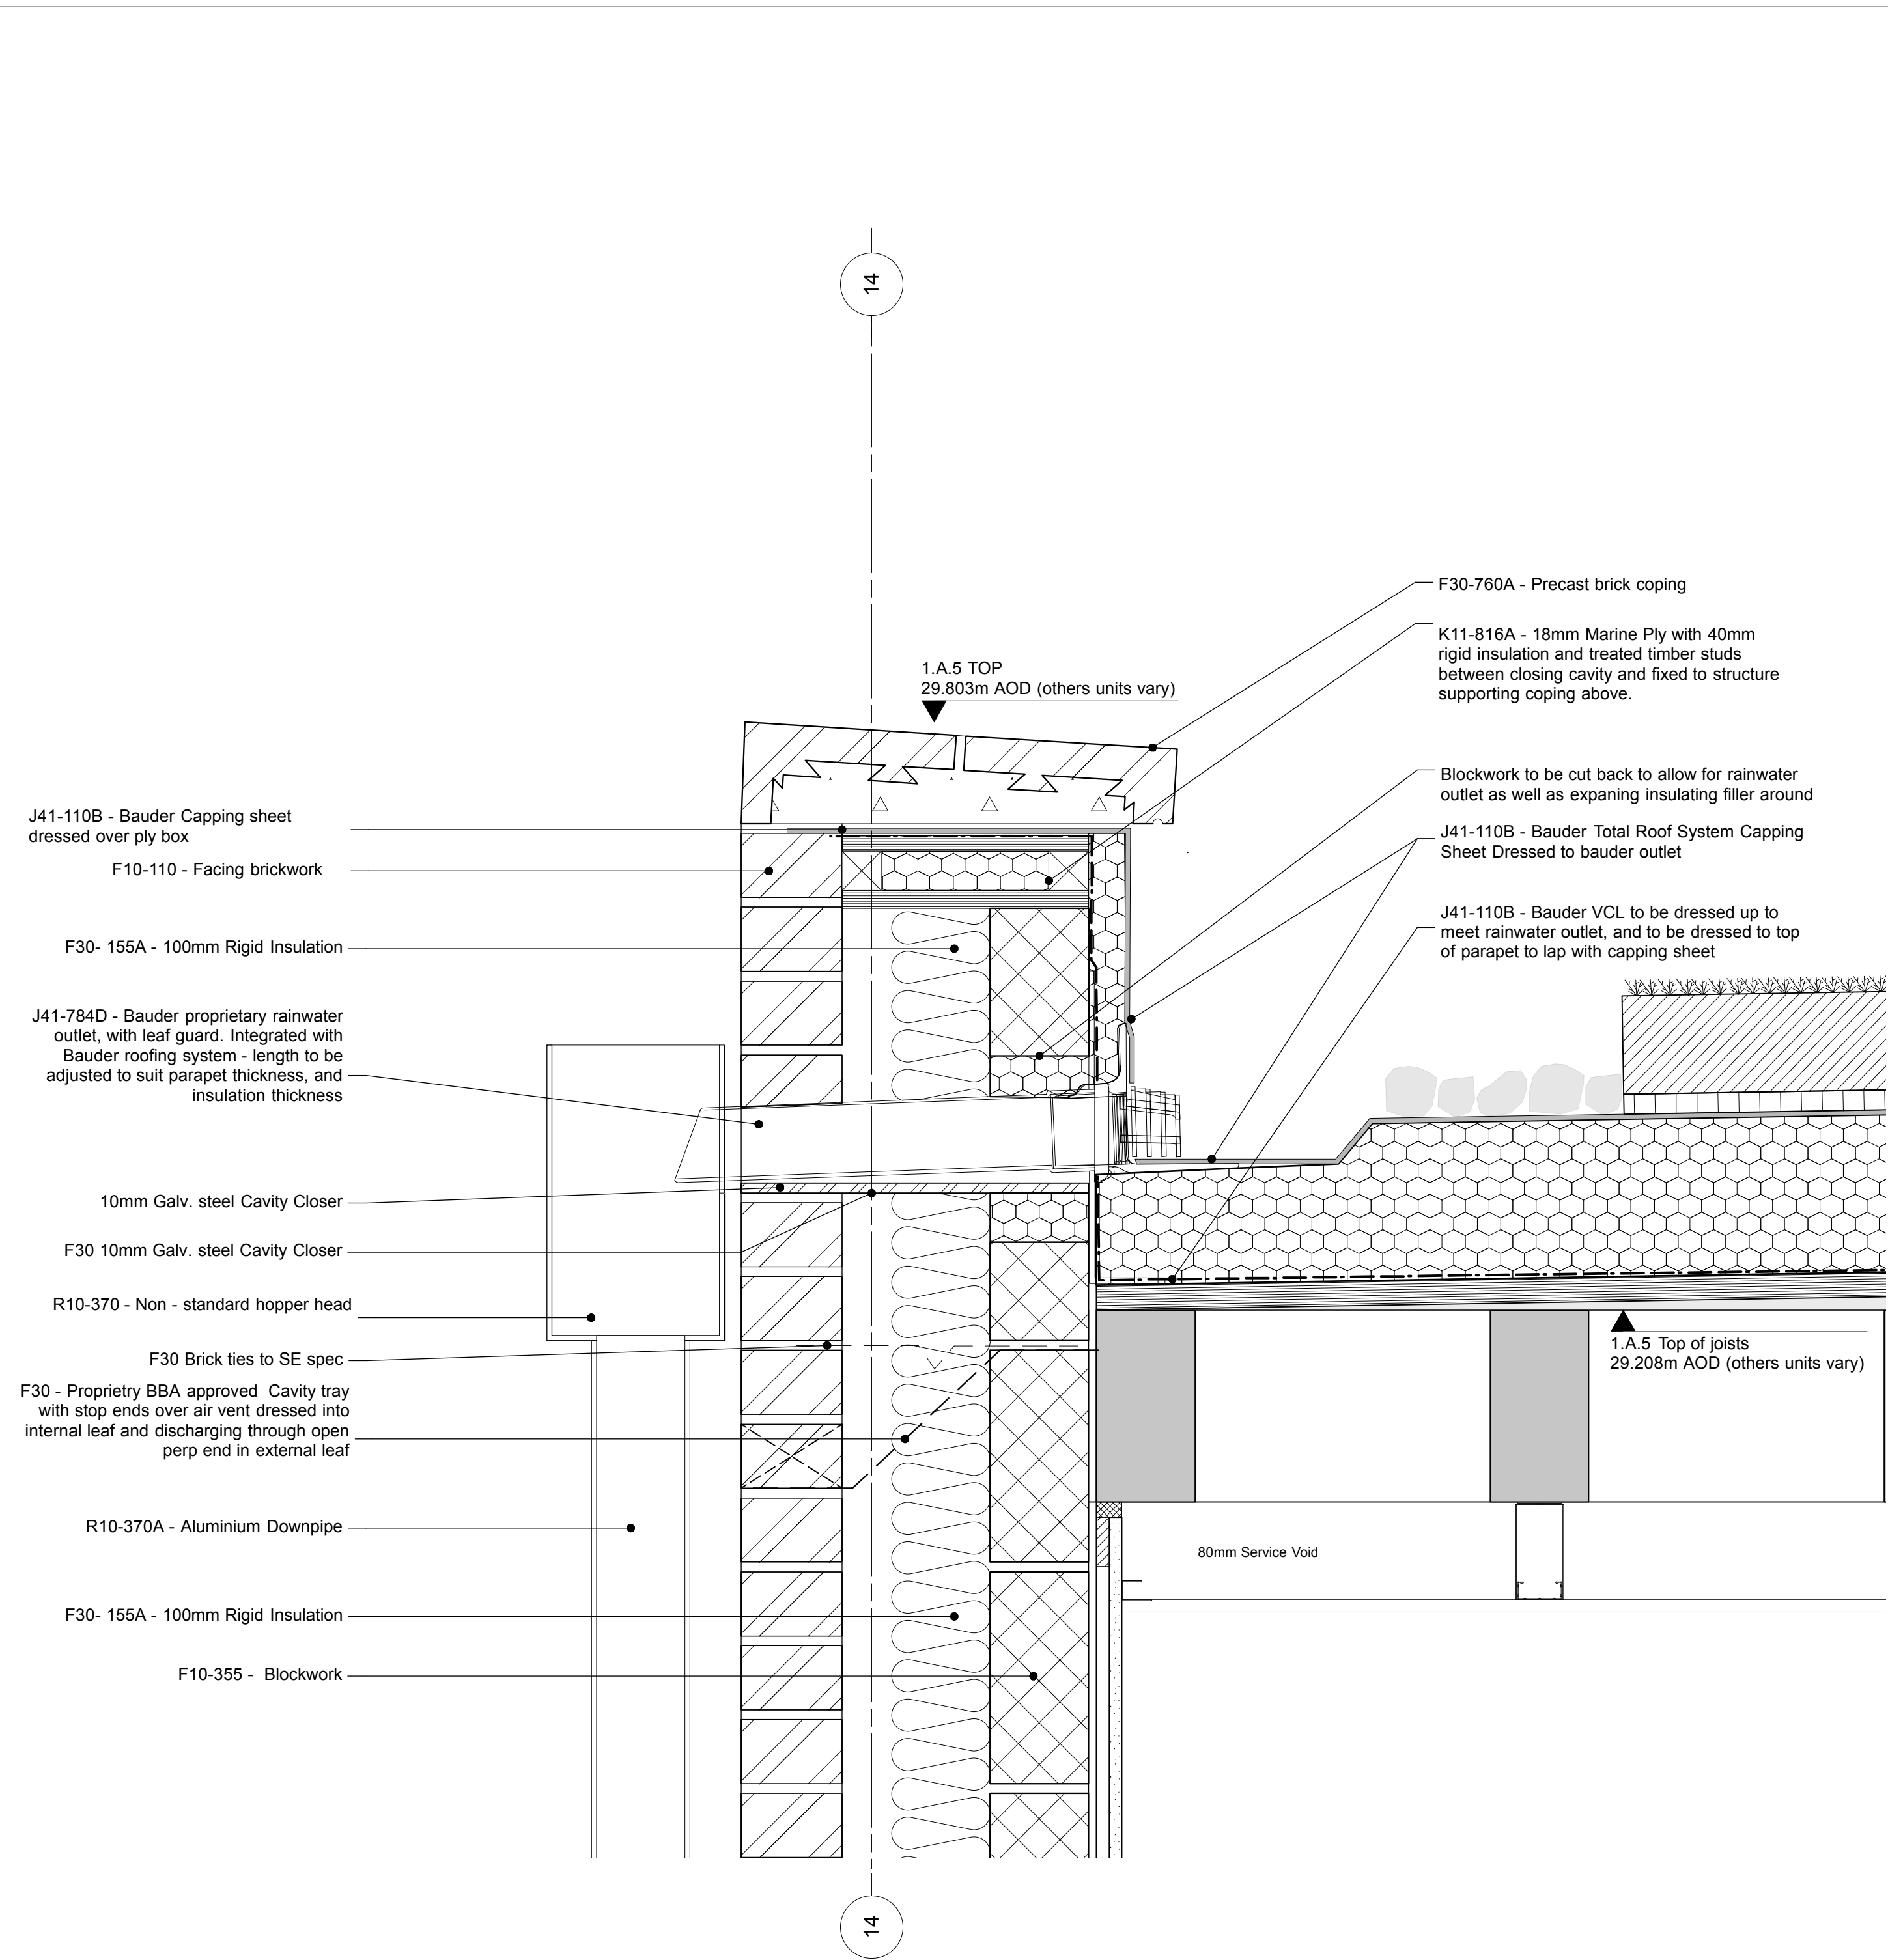 14
F30-760A - Precast brick coping
K11-816A - 18mm Marine Ply with 40mm
rigid insulation and treated timber studs
between closing cavity and fixed to structure
supporting coping above.
1.A.5 TOP
29.803m AOD (others units vary)
Blockwork to be cut back to allow for rainwater
outlet as well as expaning insulating filler around
J41-110B - Bauder Total Roof System Capping
Sheet Dressed to bauder outlet
J41-110B - Bauder VCL to be dressed up to
meet rainwater outlet, and to be dressed to top
of parapet to lap with capping sheet
J41-110B - Bauder Capping sheet
dressed over ply box
F10-110 - Facing brickwork
F30- 155A - 100mm Rigid Insulation
J41-784D - Bauder proprietary rainwater
outlet, with leaf guard. Integrated with
Bauder roofing system - length to be
adjusted to suit parapet thickness, and
insulation thickness
10mm Galv. steel Cavity Closer
F30 10mm Galv. steel Cavity Closer
R10-370 - Non - standard hopper head
F30 Brick ties to SE spec
F30 - Proprietry BBA approved Cavity tray
with stop ends over air vent dressed into
internal leaf and discharging through open
perp end in external leaf
R10-370A - Aluminium Downpipe
F30- 155A - 100mm Rigid Insulation
F10-355 - Blockwork
1.A.5 Top of joists
29.208m AOD (others units vary)
80mm Service Void
14